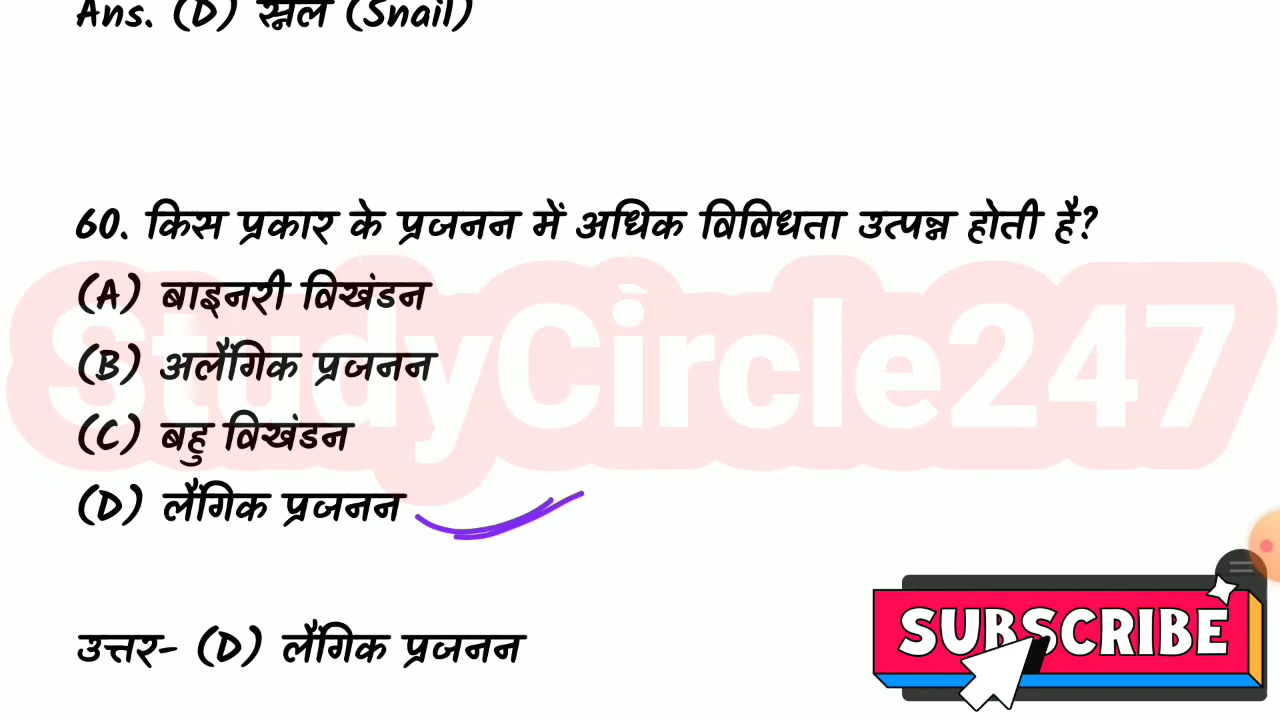 Ans. (D) स्नेल (Snail)
60. किस प्रकार के प्रजनन में अधिक विविधता उत्पन्न होती है?
(A) बाइनरी विखंडन
(B) अलैंगिक प्रजनन
(C) बहु विखंडन
(D) लैंगिक प्रजनन
उत्तर- (D) लैंगिक प्रजनन
StudyCircle247
SUBSCRIBE